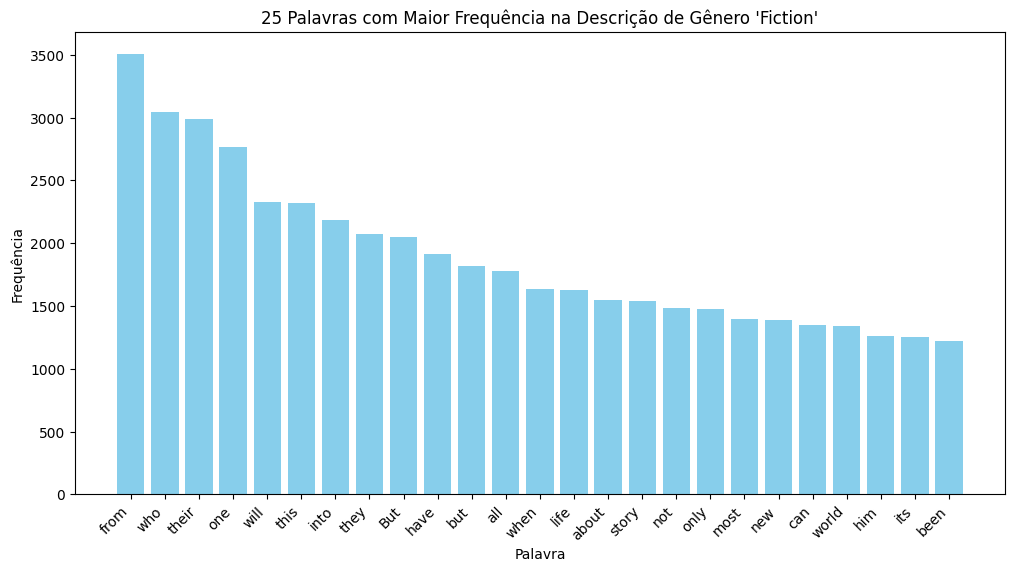 25 Palavras com Maior Frequência na Descrição de Gênero 'Fiction'
Frequência
3500
3000
2500
2000
1500
1000
500
0
from
who
their
one
will
this
into
they
But
have
but
all
when
life
about
story
not
only
most
new
can
world
him
its
been
Palavra